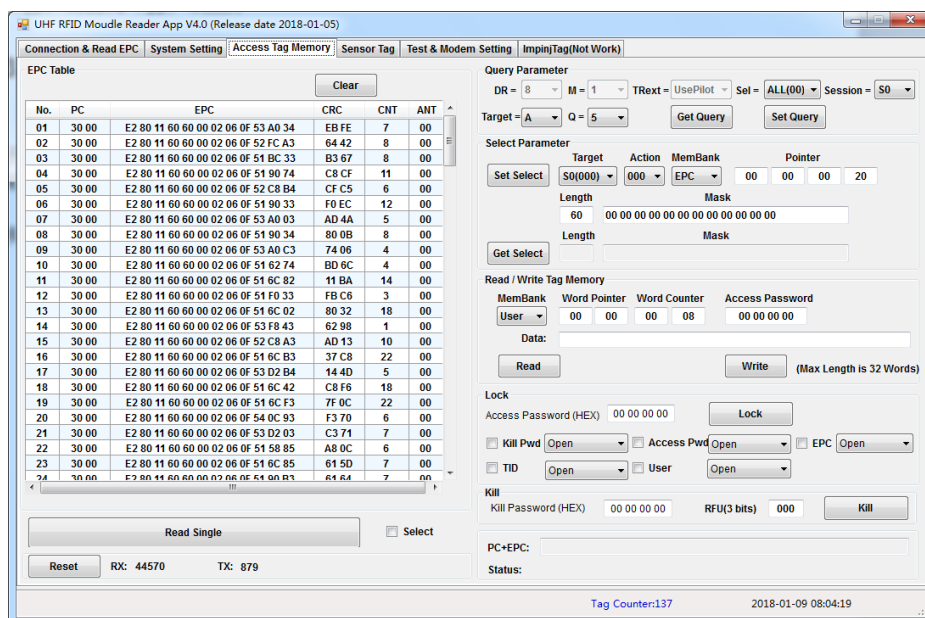 UHF RFID Moudle Reader App V4.0 (Release date 2018-01-05)
Connection & Read EPC System Setting Access Tag Memory Sensor Tag Test & Modem Setting ImpinjTag(Not Work)
EPC Table
Clear
No. PC EPC CRC CNT ANT
01 30 00 E2 80 11 60 60 00 02 06 0F 53 A0 34 EB FE 7 00
02 30 00 E2 80 11 60 60 00 02 06 0F 52 FC A3 64 42 8 00
03 30 00 E2 80 11 60 60 00 02 06 0F 51 BC 33 B3 67 8 00
04 30 00 E2 80 11 60 60 00 02 06 0F 51 90 74 C8 CF 11 00
05 30 00 E2 80 11 60 60 00 02 06 0F 52 C8 B4 CF C5 6 00
06 30 00 E2 80 11 60 60 00 02 06 0F 51 90 33 F0 EC 12 00
07 30 00 E2 80 11 60 60 00 02 06 0F 53 A0 03 AD 4A 5 00
08 30 00 E2 80 11 60 60 00 02 06 0F 51 90 34 80 0B 8 00
09 30 00 E2 80 11 60 60 00 02 06 0F 53 A0 C3 74 06 4 00
10 30 00 E2 80 11 60 60 00 02 06 0F 51 62 74 BD 6C 4 00
11 30 00 E2 80 11 60 60 00 02 06 0F 51 6C 82 11 BA 14 00
12 30 00 E2 80 11 60 60 00 02 06 0F 51 F0 33 FB C6 3 00
13 30 00 E2 80 11 60 60 00 02 06 0F 51 6C 02 80 32 18 00
14 30 00 E2 80 11 60 60 00 02 06 0F 53 F8 43 62 98 1 00
15 30 00 E2 80 11 60 60 00 02 06 0F 52 C8 A3 AD 13 10 00
16 30 00 E2 80 11 60 60 00 02 06 0F 51 6C B3 37 C8 22 00
17 30 00 E2 80 11 60 60 00 02 06 0F 53 D2 B4 14 4D 5 00
18 30 00 E2 80 11 60 60 00 02 06 0F 51 6C 42 C8 F6 18 00
19 30 00 E2 80 11 60 60 00 02 06 0F 51 6C F3 7F 0C 22 00
20 30 00 E2 80 11 60 60 00 02 06 0F 54 0C 93 F3 70 6 00
21 30 00 E2 80 11 60 60 00 02 06 0F 53 D2 03 C3 71 7 00
22 30 00 E2 80 11 60 60 00 02 06 0F 51 58 85 A8 0C 6 00
23 30 00 E2 80 11 60 60 00 02 06 0F 51 6C 85 61 5D 7 00
24 30 00 E2 80 11 60 60 00 02 06 0F 51 90 B3 61 64 7 00
Read Single Select
Reset RX: 44570 TX: 879
Query Parameter
DR = 8 M = 1 TRext = UsePilot Sel = ALL(00) Session = S0
Target = A Q = 5 Get Query Set Query
Select Parameter
Target Action MemBank Pointer
Set Select S0(000) 000 EPC 00 00 00 20
Length Mask
60 00 00 00 00 00 00 00 00 00 00 00 00
Length Mask
Get Select
Read / Write Tag Memory
MemBank Word Pointer Word Counter Access Password
User 00 00 00 08 00 00 00 00
Data:
Read Write (Max Length is 32 Words)
Lock
Access Password (HEX) 00 00 00 00 Lock
Kill Pwd Open Access Pwd Open EPC Open
TID Open User Open
Kill
Kill Password (HEX) 00 00 00 00 RFU(3 bits) 000 Kill
PC+EPC:
Status:
Tag Counter:137 2018-01-09 08:04:19